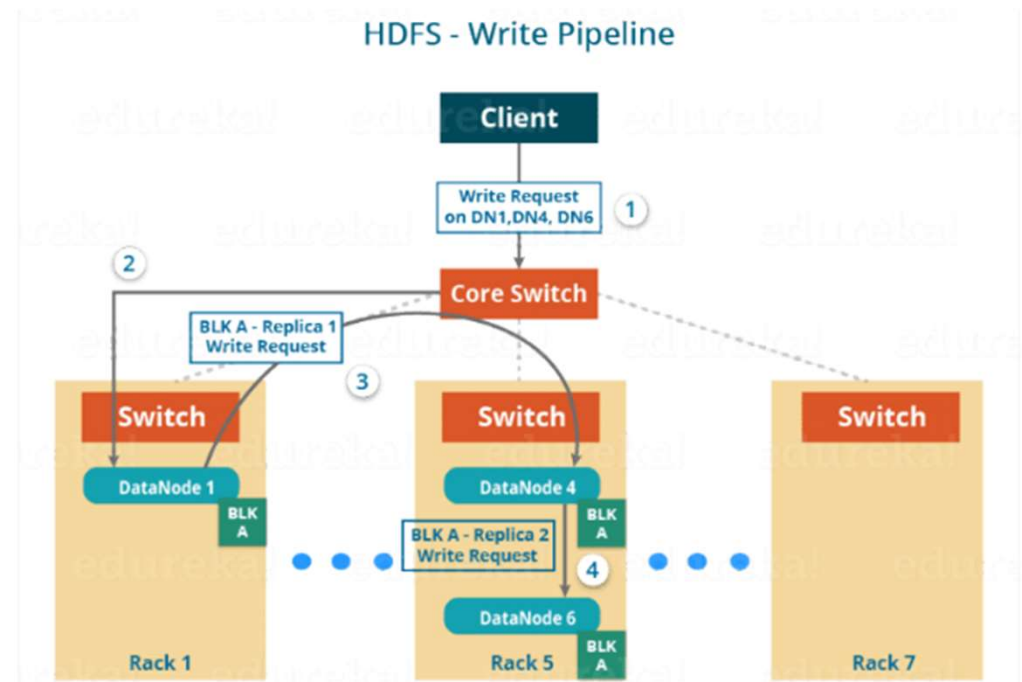 HDFS - Write Pipeline
Client
Write Request
on DN1,DN4, DN6
1
2
Core Switch
BLK A - Replica 1
Write Request
3
Switch
Switch
Switch
DataNode 1
DataNode 4
BLK
A
BLK
A
BLK A - Replica 2
Write Request
4
DataNode 6
BLK
A
Rack 1
Rack 5
Rack 7
edureka!